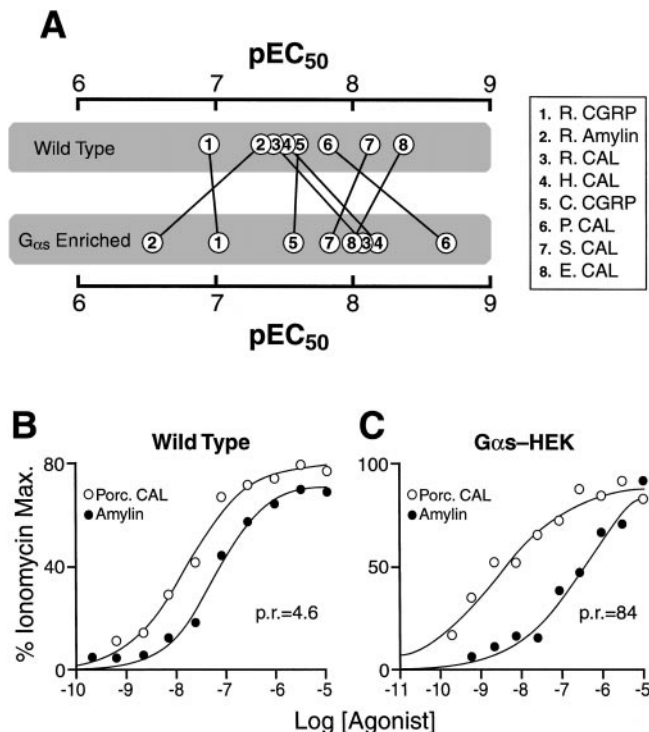 A
pEC50
6 7 8 9
Wild Type 1 2 3 4 5 6 7 8
Gαs Enriched 2 1 5 7 8 3 4 6
6 7 8 9
pEC50
1. R. CGRP
2. R. Amylin
3. R. CAL
4. H. CAL
5. C. CGRP
6. P. CAL
7. S. CAL
8. E. CAL
B
Wild Type
% Ionomycin Max.
80
40
0
Porc. CAL
Amylin
p.r.=4.6
-10 -9 -8 -7 -6 -5
C
Gαs–HEK
100
50
0
Porc. CAL
Amylin
p.r.=84
-11 -10 -9 -8 -7 -6 -5
Log [Agonist]